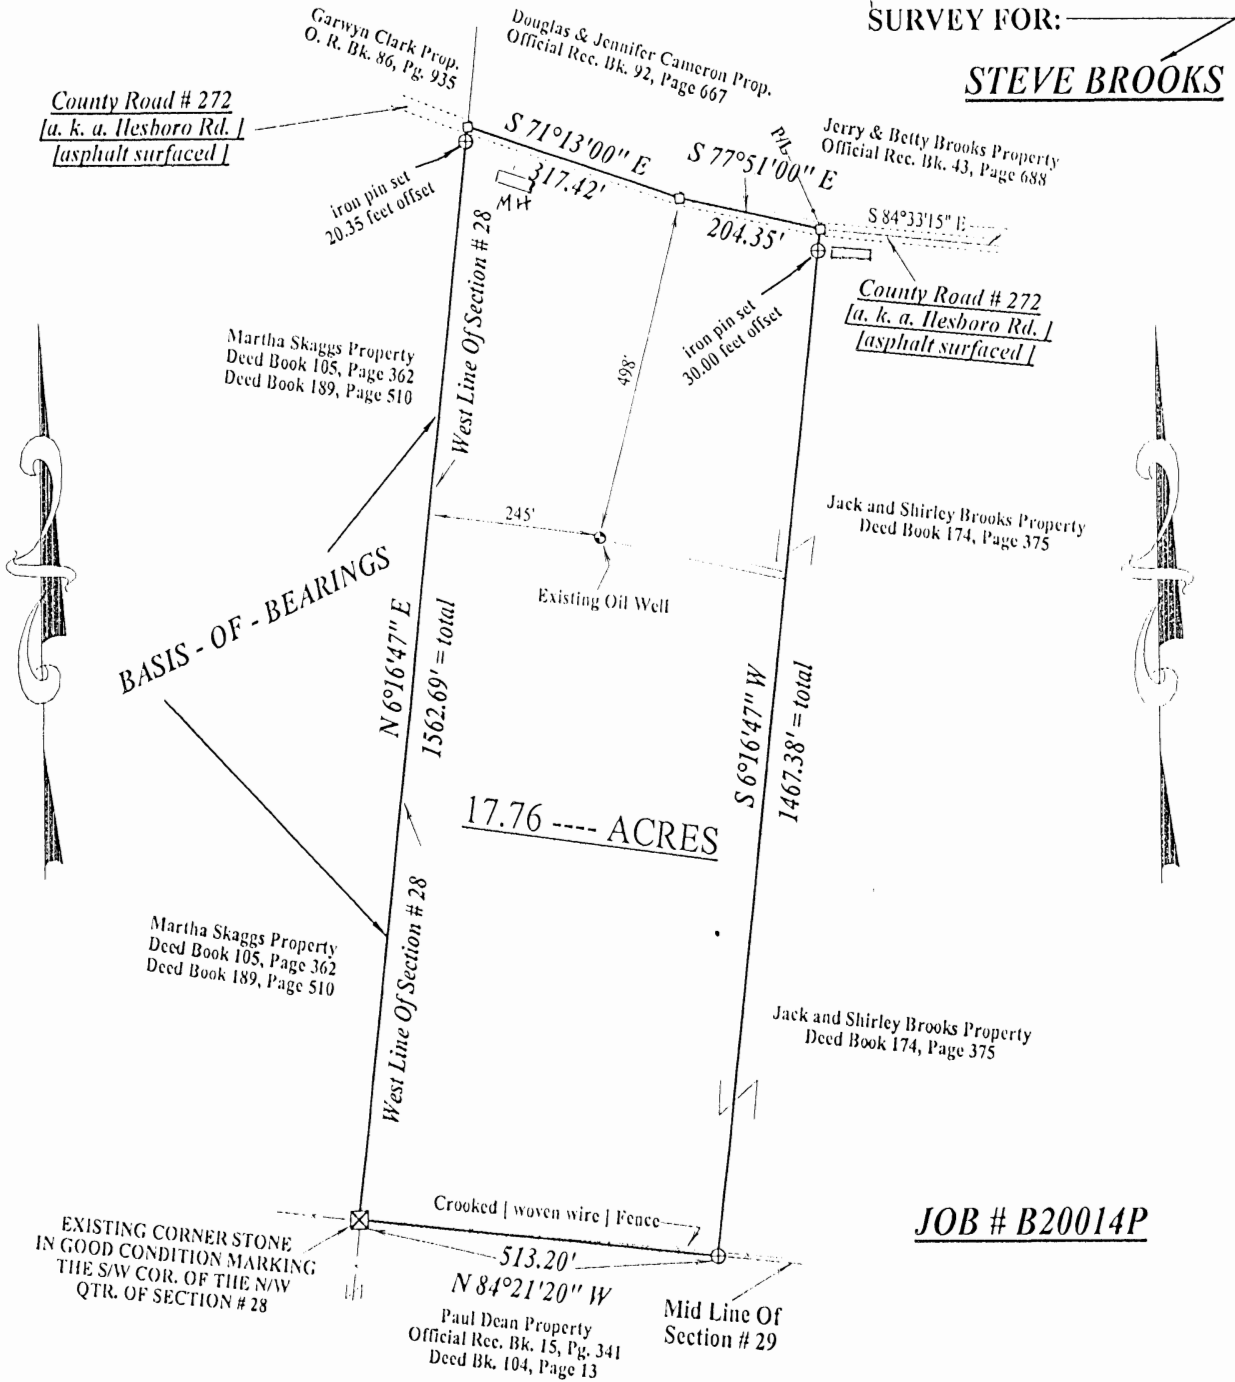 SURVEY FOR:
STEVE BROOKS
Garwyn Clark Prop.
O. R. Bk. 86, Pg. 935
Douglas & Jennifer Cameron Prop.
Official Rec. Bk. 92, Page 667
County Road # 272
[a. k. a. Ilesboro Rd. ]
[asphalt surfaced ]
S 71°13'00" E
317.42'
MH
P/L
Jerry & Betty Brooks Property
Official Rec. Bk. 43, Page 688
S 77°51'00" E
204.35'
S 84°33'15" E
iron pin set
20.35 feet offset
iron pin set
30.00 feet offset
County Road # 272
[a. k. a. Ilesboro Rd. ]
[asphalt surfaced ]
West Line Of Section # 28
Martha Skaggs Property
Deed Book 105, Page 362
Deed Book 189, Page 510
498'
245'
Existing Oil Well
Jack and Shirley Brooks Property
Deed Book 174, Page 375
BASIS - OF - BEARINGS
N 6°16'47" E
1562.69' = total
S 6°16'47" W
1467.38' = total
17.76 ---- ACRES
Martha Skaggs Property
Deed Book 105, Page 362
Deed Book 189, Page 510
West Line Of Section # 28
Jack and Shirley Brooks Property
Deed Book 174, Page 375
Crooked [ woven wire ] Fence
EXISTING CORNER STONE
IN GOOD CONDITION MARKING
THE S/W COR. OF THE N/W
QTR. OF SECTION # 28
513.20'
N 84°21'20" W
Paul Dean Property
Official Rec. Bk. 15, Pg. 341
Deed Bk. 104, Page 13
Mid Line Of
Section # 29
JOB # B20014P